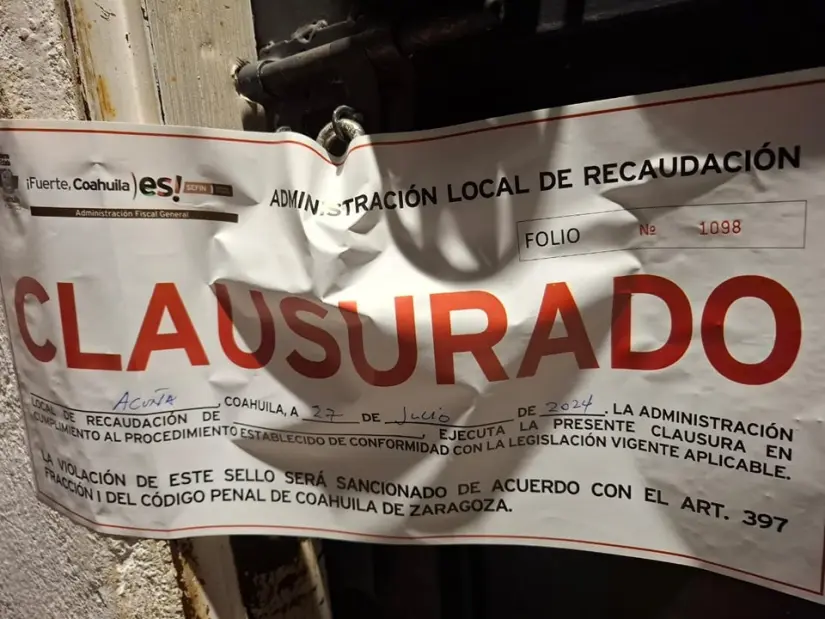 ¡Fuerte, Coahuila) es! SEFIN
Administración Fiscal General
ADMINISTRACIÓN LOCAL DE RECAUDACIÓN
FOLIO Nº 1098
CLAUSURADO
ACUÑA, COAHUILA, A 27 DE Julio DE 2024. LA ADMINISTRACIÓN
LOCAL DE RECAUDACIÓN DE , EJECUTA LA PRESENTE CLAUSURA EN
CUMPLIMIENTO AL PROCEDIMIENTO ESTABLECIDO DE CONFORMIDAD CON LA LEGISLACIÓN VIGENTE APLICABLE.
LA VIOLACIÓN DE ESTE SELLO SERÁ SANCIONADO DE ACUERDO CON EL ART. 397
FRACCIÓN I DEL CÓDIGO PENAL DE COAHUILA DE ZARAGOZA.